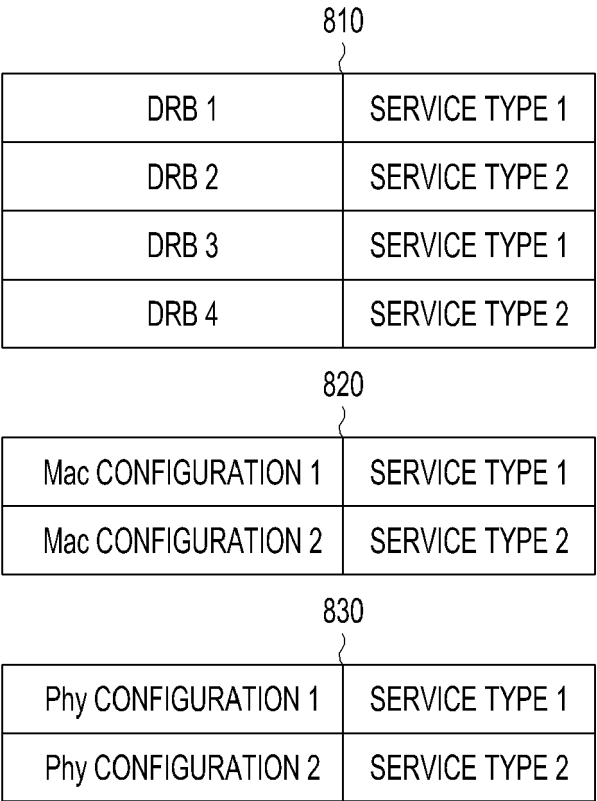 810
DRB 1 SERVICE TYPE 1
DRB 2 SERVICE TYPE 2
DRB 3 SERVICE TYPE 1
DRB 4 SERVICE TYPE 2
820
Mac CONFIGURATION 1 SERVICE TYPE 1
Mac CONFIGURATION 2 SERVICE TYPE 2
830
Phy CONFIGURATION 1 SERVICE TYPE 1
Phy CONFIGURATION 2 SERVICE TYPE 2